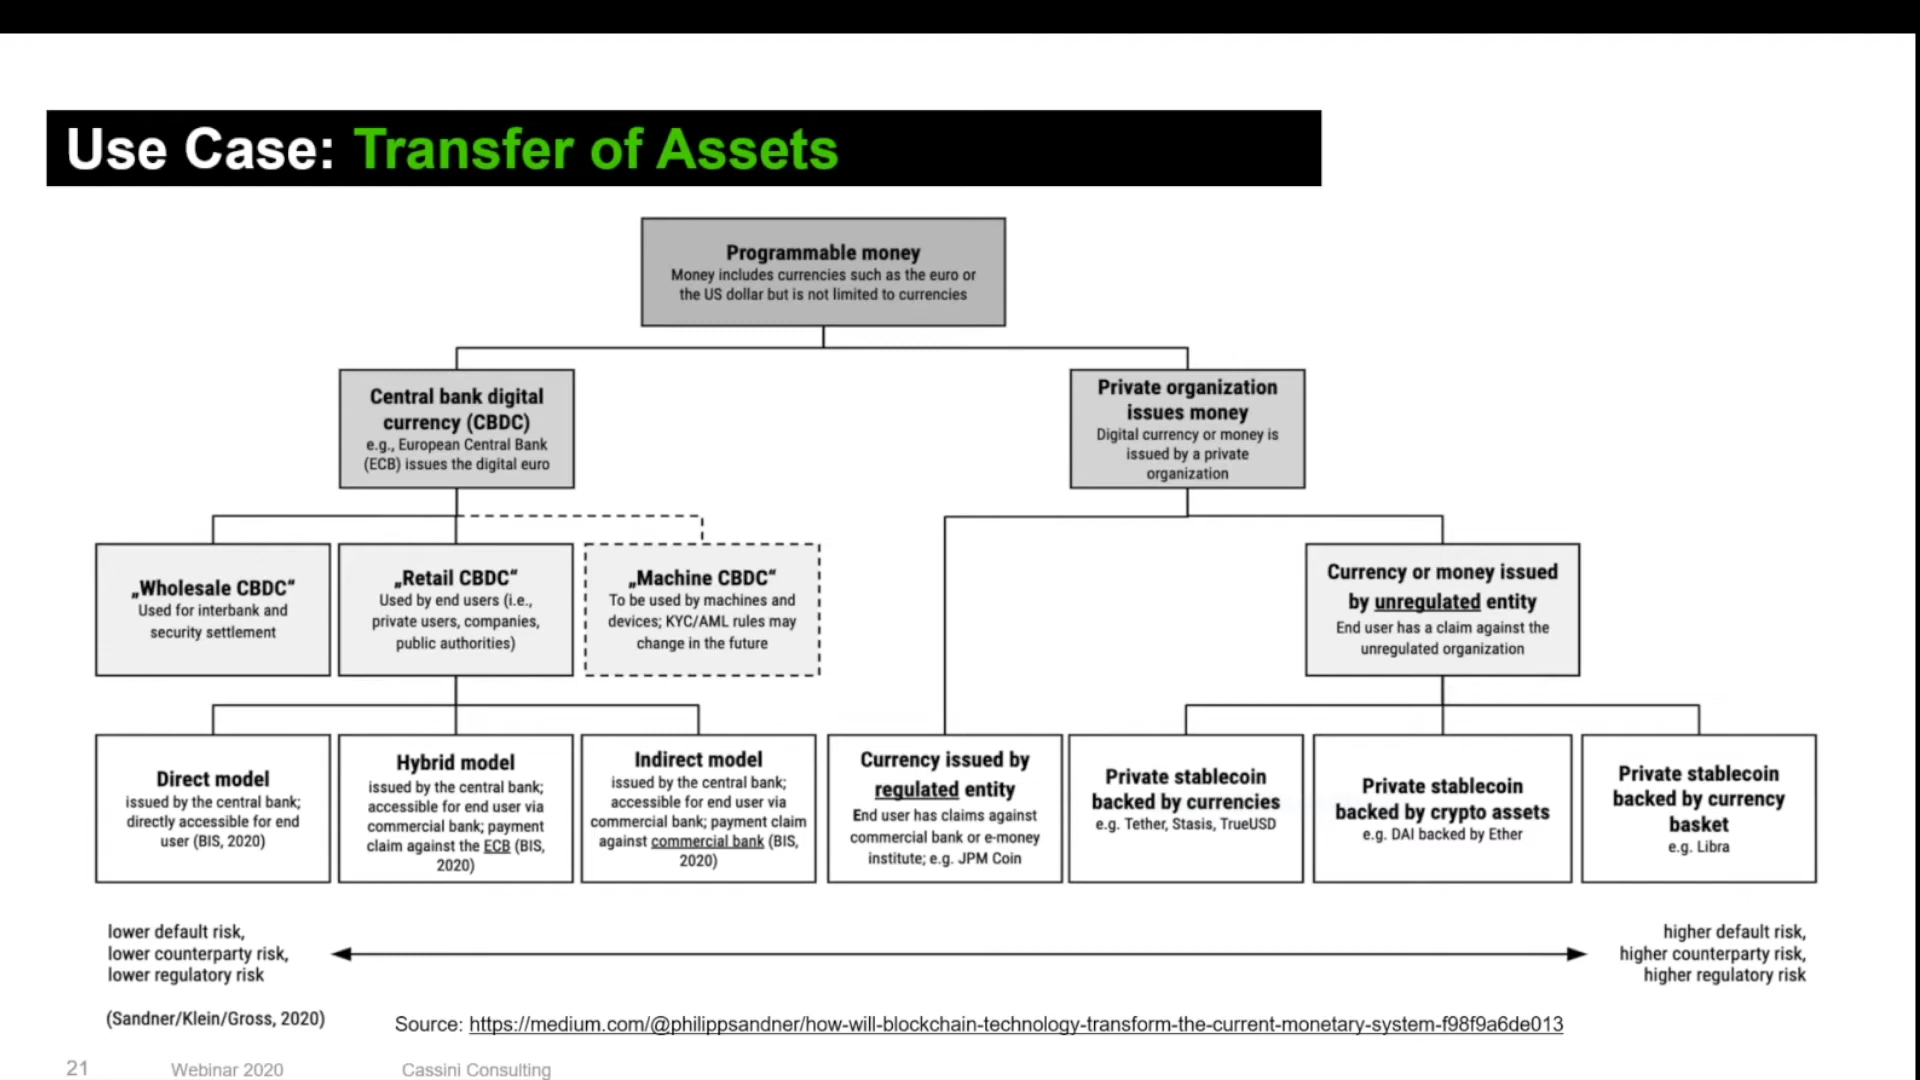 Use Case: Transfer of Assets
Programmable money
Money includes currencies such as the euro or
the US dollar but is not limited to currencies
Central bank digital
currency (CBDC)
e.g., European Central Bank
(ECB) issues the digital euro
Private organization
issues money
Digital currency or money is
issued by a private
organization
„Wholesale CBDC“
Used for interbank and
security settlement
„Retail CBDC“
Used by end users (i.e.,
private users, companies,
public authorities)
„Machine CBDC“
To be used by machines and
devices; KYC/AML rules may
change in the future
Currency or money issued
by unregulated entity
End user has a claim against the
unregulated organization
Direct model
issued by the central bank;
directly accessible for end
user (BIS, 2020)
Hybrid model
issued by the central bank;
accessible for end user via
commercial bank; payment
claim against the ECB (BIS,
2020)
Indirect model
issued by the central bank;
accessible for end user via
commercial bank; payment claim
against commercial bank (BIS,
2020)
Currency issued by
regulated entity
End user has claims against
commercial bank or e-money
institute; e.g. JPM Coin
Private stablecoin
backed by currencies
e.g. Tether, Stasis, TrueUSD
Private stablecoin
backed by crypto assets
e.g. DAI backed by Ether
Private stablecoin
backed by currency
basket
e.g. Libra
lower default risk,
lower counterparty risk,
lower regulatory risk
higher default risk,
higher counterparty risk,
higher regulatory risk
(Sandner/Klein/Gross, 2020)
Source: https://medium.com/@philippsandner/how-will-blockchain-technology-transform-the-current-monetary-system-f98f9a6de013
21 Webinar 2020 Cassini Consulting